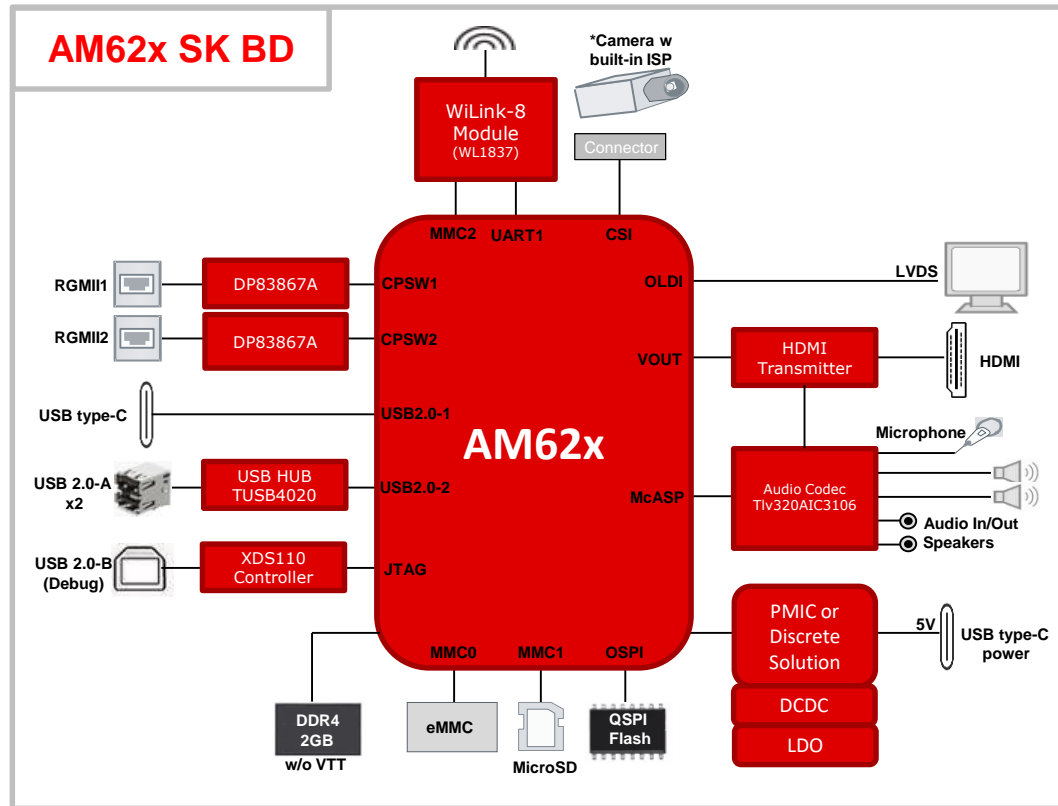 AM62x SK BD
*Camera w
built-in ISP
WiLink-8
Module
(WL1837)
Connector
MMC2
UART1
CSI
RGMII1
DP83867A
CPSW1
OLDI
LVDS
RGMII2
DP83867A
CPSW2
VOUT
HDMI
Transmitter
HDMI
USB type-C
USB2.0-1
AM62x
Microphone
USB 2.0-A
x2
USB HUB
TUSB4020
USB2.0-2
McASP
Audio Codec
Tlv320AIC3106
Audio In/Out
Speakers
USB 2.0-B
(Debug)
XDS110
Controller
JTAG
PMIC or
Discrete
Solution
5V
USB type-C
power
DCDC
LDO
MMC0
MMC1
OSPI
DDR4
2GB
w/o VTT
eMMC
MicroSD
QSPI
Flash